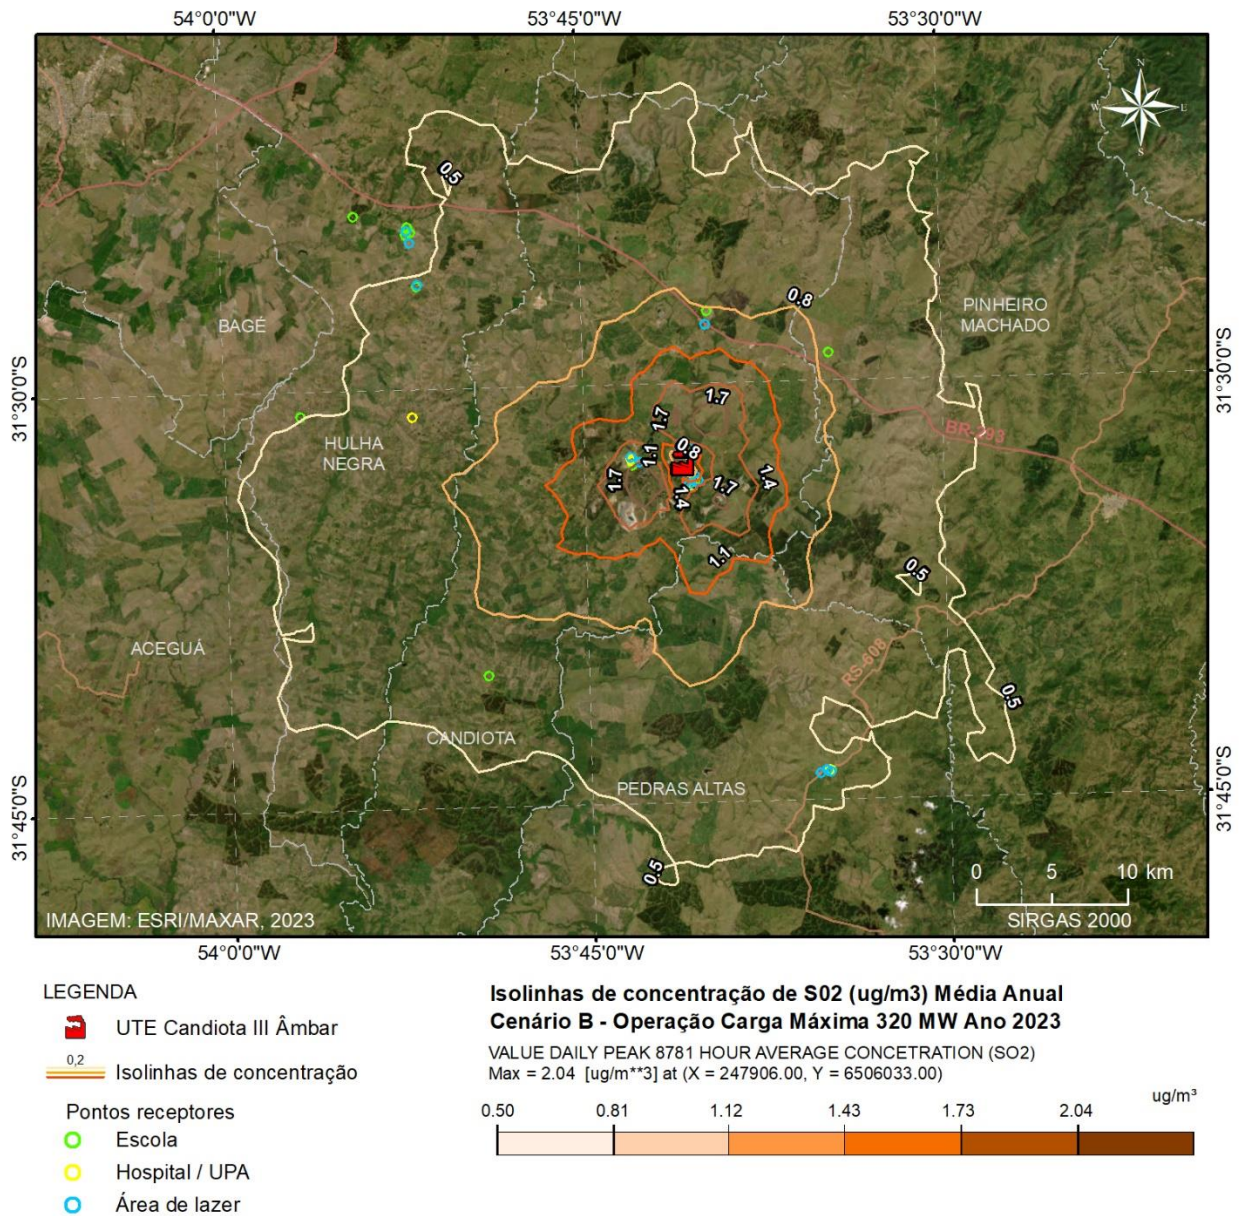 54°0'0"W 53°45'0"W 53°30'0"W
N
W E
S
0.5
0.8
PINHEIRO
MACHADO
BAGÉ
31°30'0"S 31°30'0"S
1.7
1.7
BR-293
HULHA
NEGRA
0.8
1.1
1.7
1.4
1.7
1.4
1.1
0.5
ACEGUÁ
RS-608
0.5
CANDIOTA
PEDRAS ALTAS
31°45'0"S 31°45'0"S
0.5
0 5 10 km
IMAGEM: ESRI/MAXAR, 2023
SIRGAS 2000
54°0'0"W 53°45'0"W 53°30'0"W
LEGENDA
UTE Candiota III Âmbar
0,2
Isolinhas de concentração
Pontos receptores
Escola
Hospital / UPA
Área de lazer
Isolinhas de concentração de S02 (ug/m3) Média Anual
Cenário B - Operação Carga Máxima 320 MW Ano 2023
VALUE DAILY PEAK 8781 HOUR AVERAGE CONCETRATION (SO2)
Max = 2.04 [ug/m**3] at (X = 247906.00, Y = 6506033.00)
ug/m³
0.50 0.81 1.12 1.43 1.73 2.04